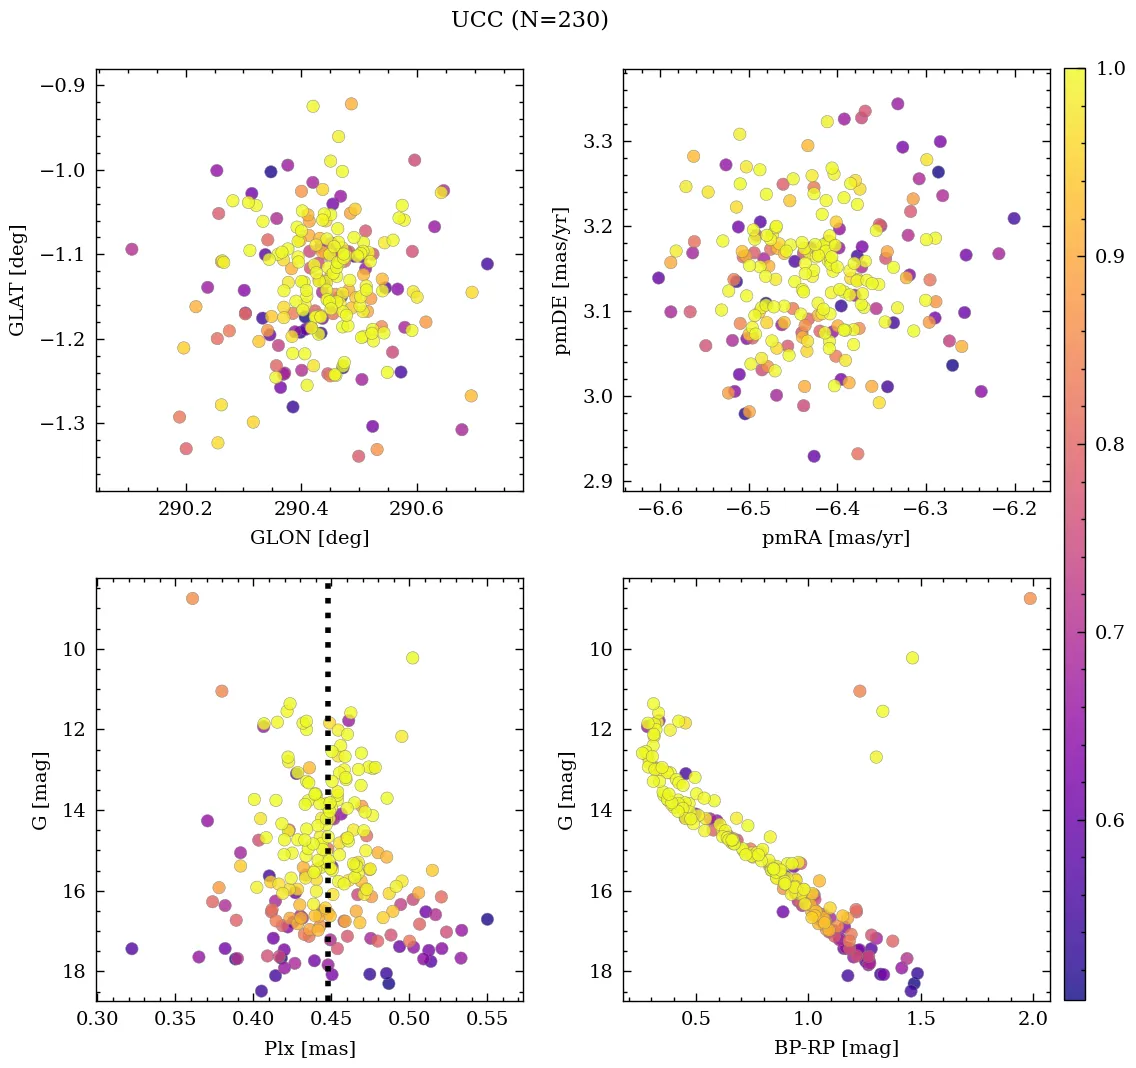 UCC (N=230)
−0.9
−1.0
−1.1
−1.2
−1.3
GLAT [deg]
290.2 290.4 290.6
GLON [deg]
3.3
3.2
3.1
3.0
2.9
pmDE [mas/yr]
−6.6 −6.5 −6.4 −6.3 −6.2
pmRA [mas/yr]
10
12
14
16
18
G [mag]
0.30 0.35 0.40 0.45 0.50 0.55
Plx [mas]
10
12
14
16
18
G [mag]
0.5 1.0 1.5 2.0
BP-RP [mag]
1.0
0.9
0.8
0.7
0.6